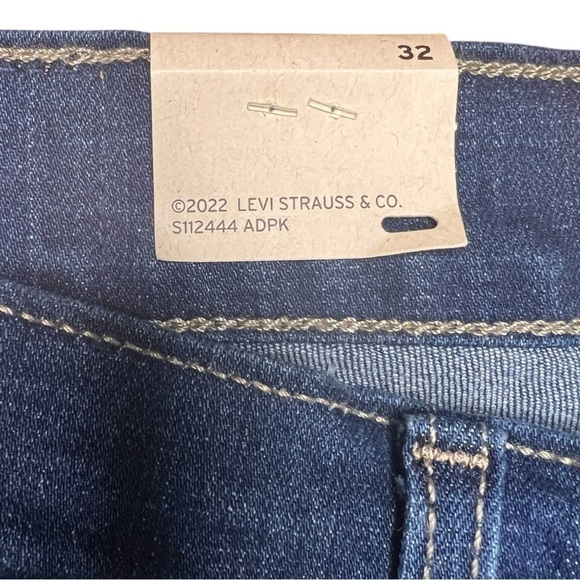 32
©2022 LEVI STRAUSS & CO.
S112444 ADPK